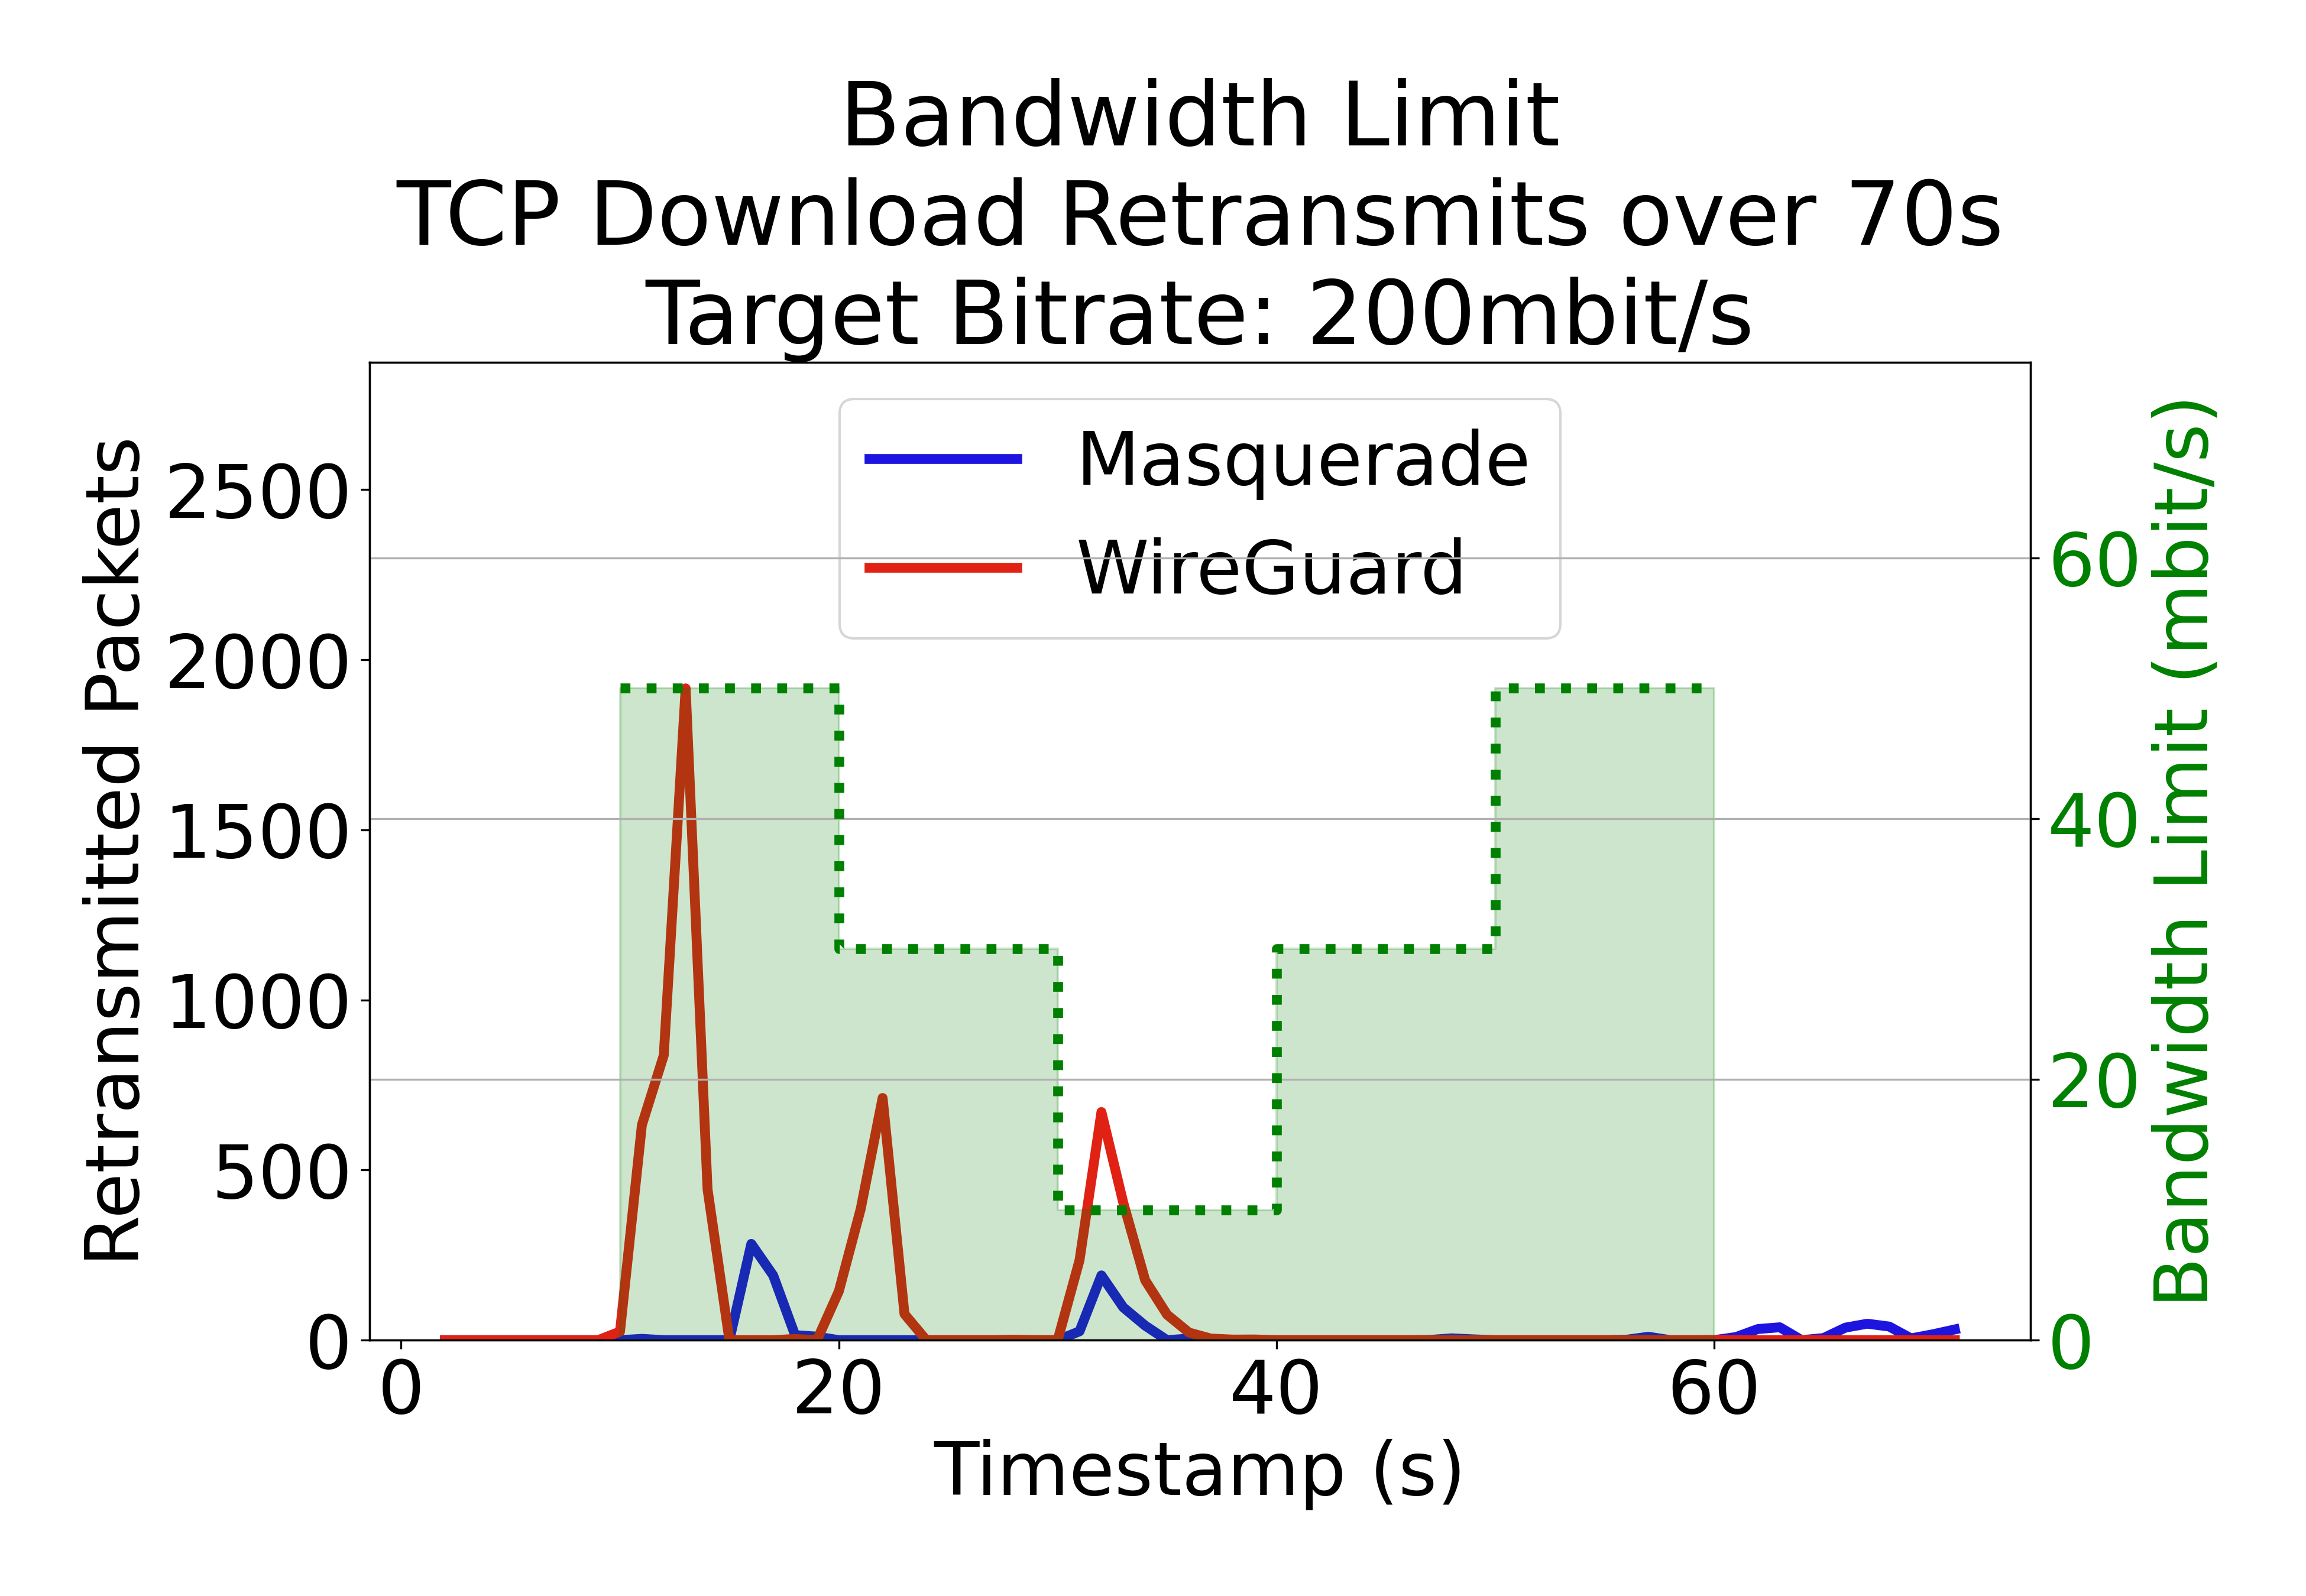 Bandwidth Limit
TCP Download Retransmits over 70s
Target Bitrate: 200mbit/s
Masquerade
WireGuard
Retransmitted Packets
2500
2000
1500
1000
500
0
60
40
20
0
Bandwidth Limit (mbit/s)
0 20 40 60
Timestamp (s)